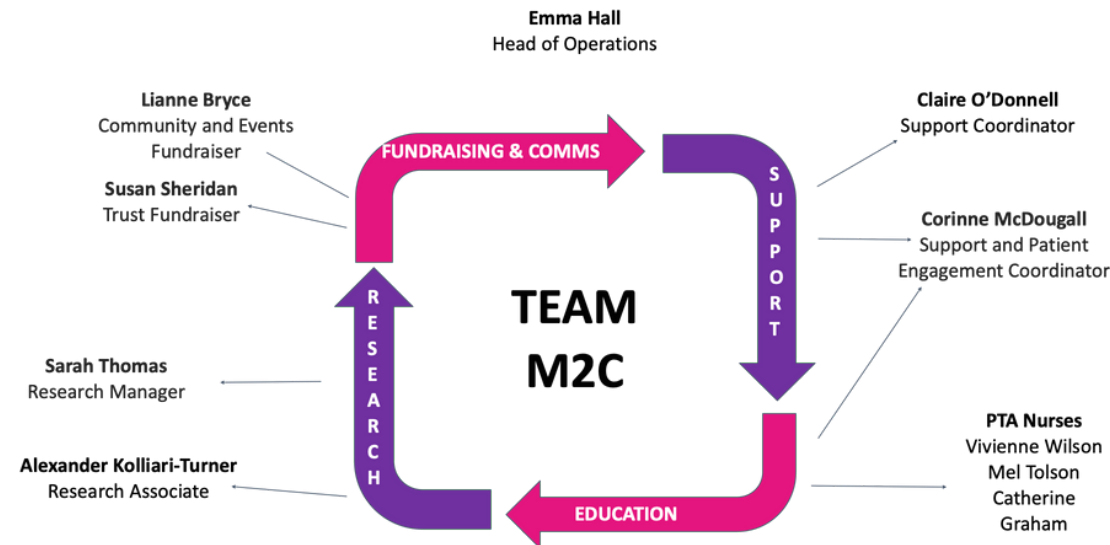 Emma Hall
Head of Operations
Lianne Bryce
Community and Events
Fundraiser
Susan Sheridan
Trust Fundraiser
FUNDRAISING & COMMS
SUPPORT
Claire O’Donnell
Support Coordinator
Corinne McDougall
Support and Patient
Engagement Coordinator
TEAM
M2C
RESEARCH
Sarah Thomas
Research Manager
Alexander Kolliari-Turner
Research Associate
EDUCATION
PTA Nurses
Vivienne Wilson
Mel Tolson
Catherine
Graham